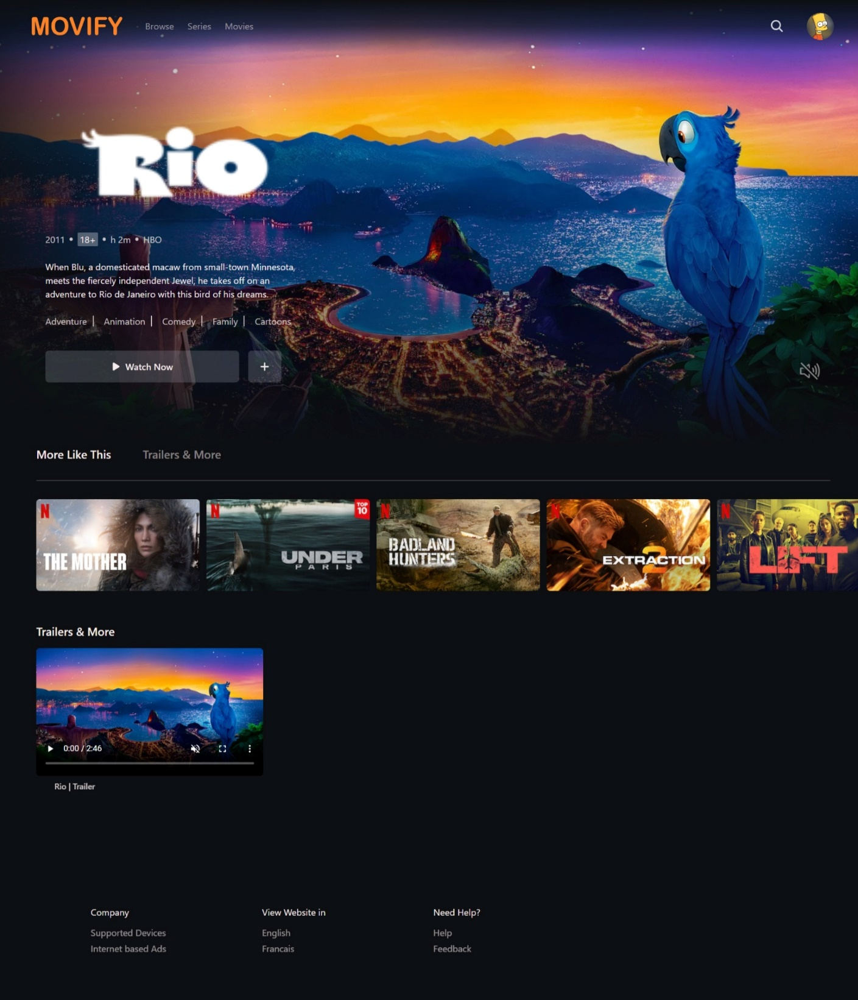 MOVIFY
Browse Series Movies
Rio
2011 • 18+ • h 2m • HBO
When Blu, a domesticated macaw from small-town Minnesota,
meets the fiercely independent Jewel, he takes off on an
adventure to Rio de Janeiro with this bird of his dreams.
Adventure | Animation | Comedy | Family | Cartoons
Watch Now
+
More Like This Trailers & More
N
THE MOTHER
N
TOP
10
UNDER
PARIS
N
BADLAND
HUNTERS
N
EXTRACTION
2
N
LIFT
Trailers & More
0:00 / 2:46
Rio | Trailer
Company
Supported Devices
Internet based Ads
View Website in
English
Francais
Need Help?
Help
Feedback